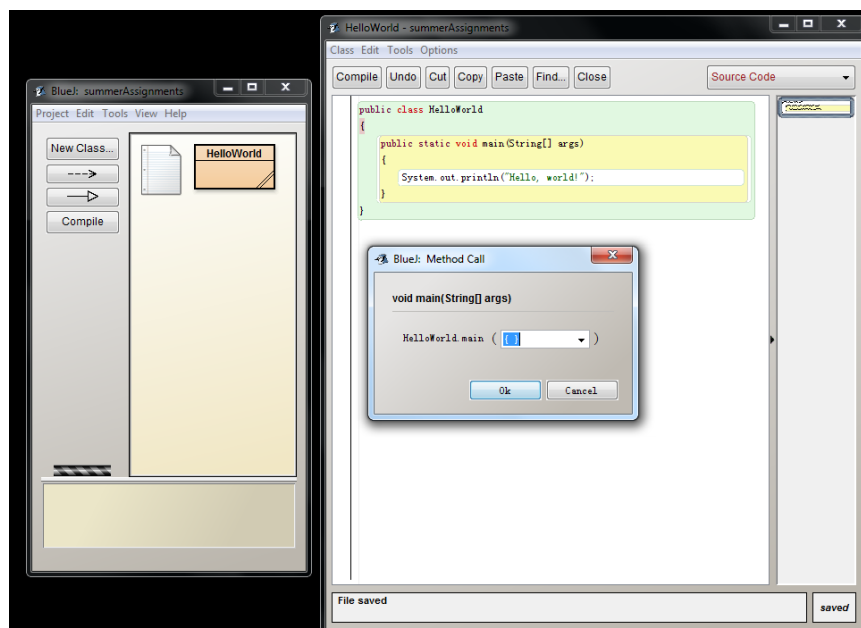 BlueJ: summerAssignments
Project Edit Tools View Help
New Class...
Compile
HelloWorld
HelloWorld - summerAssignments
Class Edit Tools Options
Compile Undo Cut Copy Paste Find... Close Source Code
public class HelloWorld
{
public static void main(String[] args)
{
System.out.println("Hello, world!");
}
}
BlueJ: Method Call
void main(String[] args)
HelloWorld.main ( { } )
Ok Cancel
File saved
saved